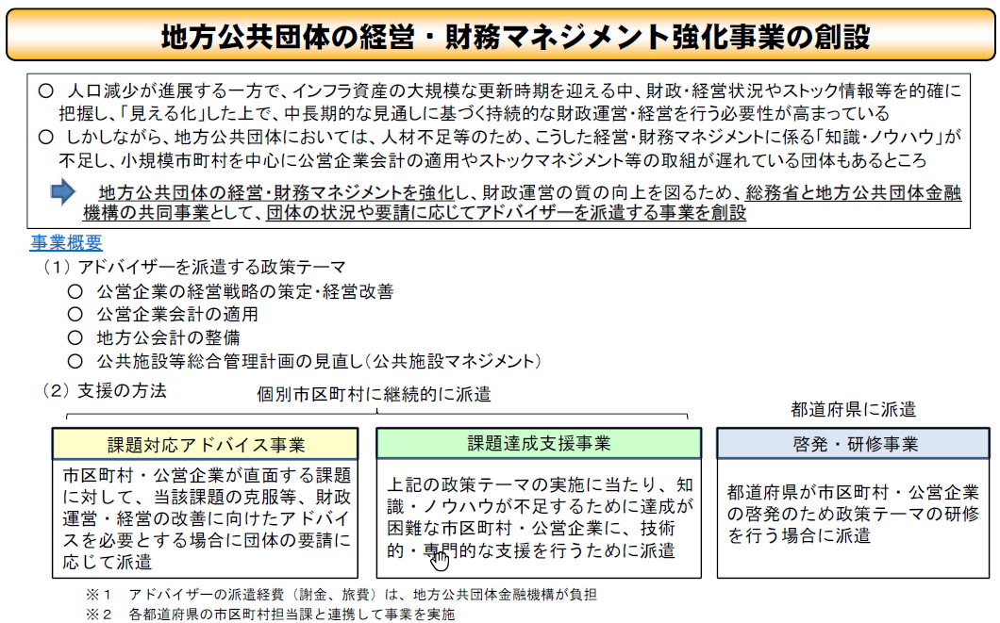 地方公共団体の経営・財務マネジメント強化事業の創設
〇 人口減少が進展する一方で、インフラ資産の大規模な更新時期を迎える中、財政・経営状況やストック情報等を的確に
把握し、「見える化」した上で、中長期的な見通しに基づく持続的な財政運営・経営を行う必要性が高まっている
〇 しかしながら、地方公共団体においては、人材不足等のため、こうした経営・財務マネジメントに係る「知識・ノウハウ」が
不足し、小規模市町村を中心に公営企業会計の適用やストックマネジメント等の取組が遅れている団体もあるところ
地方公共団体の経営・財務マネジメントを強化し、財政運営の質の向上を図るため、総務省と地方公共団体金融
機構の共同事業として、団体の状況や要請に応じてアドバイザーを派遣する事業を創設
事業概要
（１）アドバイザーを派遣する政策テーマ
〇 公営企業の経営戦略の策定・経営改善
〇 公営企業会計の適用
〇 地方公会計の整備
〇 公共施設等総合管理計画の見直し（公共施設マネジメント）
（２）支援の方法
個別市区町村に継続的に派遣
都道府県に派遣
課題対応アドバイス事業
市区町村・公営企業が直面する課題
に対して、当該課題の克服等、財政
運営・経営の改善に向けたアドバイ
スを必要とする場合に団体の要請に
応じて派遣
課題達成支援事業
上記の政策テーマの実施に当たり、知
識・ノウハウが不足するために達成が
困難な市区町村・公営企業に、技術
的・専門的な支援を行うために派遣
啓発・研修事業
都道府県が市区町村・公営企業
の啓発のため政策テーマの研修
を行う場合に派遣
※１ アドバイザーの派遣経費（謝金、旅費）は、地方公共団体金融機構が負担
※２ 各都道府県の市区町村担当課と連携して事業を実施